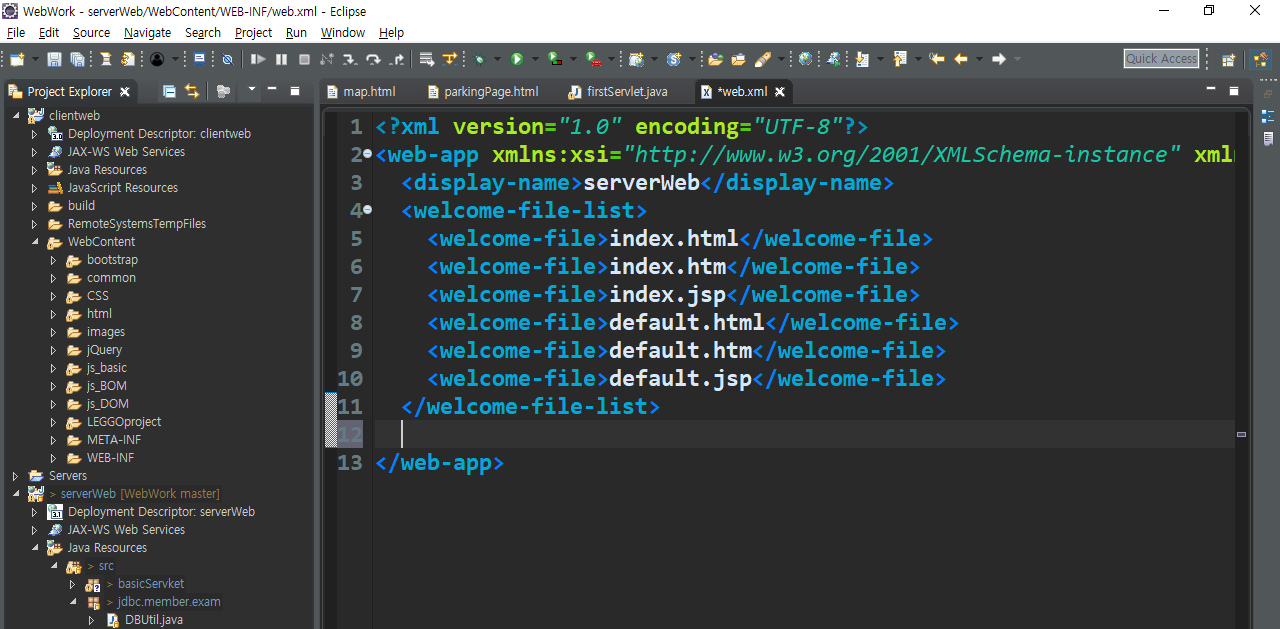 WebWork - serverWeb/WebContent/WEB-INF/web.xml - Eclipse
File Edit Source Navigate Search Project Run Window Help
Quick Access
Project Explorer
map.html parkingPage.html firstServlet.java *web.xml
clientweb
Deployment Descriptor: clientweb
JAX-WS Web Services
Java Resources
JavaScript Resources
build
RemoteSystemsTempFiles
WebContent
bootstrap
common
CSS
html
images
jQuery
js_basic
js_BOM
js_DOM
LEGGOproject
META-INF
WEB-INF
Servers
> serverWeb [WebWork master]
Deployment Descriptor: serverWeb
JAX-WS Web Services
Java Resources
> src
> basicServket
> jdbc.member.exam
DBUtil.java
1 <?xml version="1.0" encoding="UTF-8"?>
2 <web-app xmlns:xsi="http://www.w3.org/2001/XMLSchema-instance" xml
3 <display-name>serverWeb</display-name>
4 <welcome-file-list>
5 <welcome-file>index.html</welcome-file>
6 <welcome-file>index.htm</welcome-file>
7 <welcome-file>index.jsp</welcome-file>
8 <welcome-file>default.html</welcome-file>
9 <welcome-file>default.htm</welcome-file>
10 <welcome-file>default.jsp</welcome-file>
11 </welcome-file-list>
12
13 </web-app>